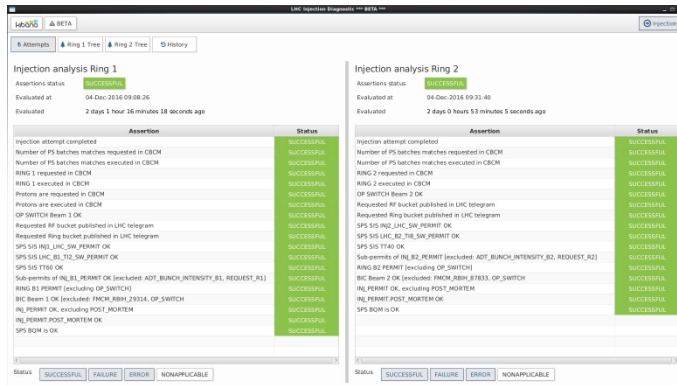 LHC Injection Diagnostic *** BETA ***
kibana BETA Injection
Attempts Ring 1 Tree Ring 2 Tree History
Injection analysis Ring 1
Assertions status SUCCESSFUL
Evaluated at 04-Dec-2016 09:08:26
Evaluated 2 days 1 hour 16 minutes 18 seconds ago
Assertion Status
Injection attempt completed SUCCESSFUL
Number of PS batches matches requested in CBCM SUCCESSFUL
Number of PS batches matches executed in CBCM SUCCESSFUL
RING 1 requested in CBCM SUCCESSFUL
RING 1 executed in CBCM SUCCESSFUL
Protons are requested in CBCM SUCCESSFUL
Protons are executed in CBCM SUCCESSFUL
OP SWITCH Beam 1 OK SUCCESSFUL
Requested RF bucket published in LHC telegram SUCCESSFUL
Requested Ring bucket published in LHC telegram SUCCESSFUL
SPS SIS INJ1_LHC_SW_PERMIT OK SUCCESSFUL
SPS SIS LHC_B1_TI2_SW_PERMIT OK SUCCESSFUL
SPS SIS TT60 OK SUCCESSFUL
Sub-permits of INJ_B1_PERMIT OK [excluded: ADT_BUNCH_INTENSITY_B1, REQUEST_R1] SUCCESSFUL
RING B1 PERMIT [excluding OP_SWITCH] SUCCESSFUL
BIC Beam 1 OK [excluded: FMCM_RBIH_29314, OP_SWITCH] SUCCESSFUL
INJ_PERMIT OK, excluding POST_MORTEM SUCCESSFUL
INJ_PERMIT.POST_MORTEM OK SUCCESSFUL
SPS BQM is OK SUCCESSFUL
Status SUCCESSFUL FAILURE ERROR NONAPPLICABLE
Injection analysis Ring 2
Assertions status SUCCESSFUL
Evaluated at 04-Dec-2016 09:31:40
Evaluated 2 days 0 hours 53 minutes 5 seconds ago
Assertion Status
Injection attempt completed SUCCESSFUL
Number of PS batches matches requested in CBCM SUCCESSFUL
Number of PS batches matches executed in CBCM SUCCESSFUL
RING 2 requested in CBCM SUCCESSFUL
RING 2 executed in CBCM SUCCESSFUL
OP SWITCH Beam 2 OK SUCCESSFUL
Requested RF bucket published in LHC telegram SUCCESSFUL
Requested Ring bucket published in LHC telegram SUCCESSFUL
SPS SIS INJ2_LHC_SW_PERMIT OK SUCCESSFUL
SPS SIS LHC_B2_TI8_SW_PERMIT OK SUCCESSFUL
SPS SIS TT40 OK SUCCESSFUL
Sub-permits of INJ_B2_PERMIT [excluded: ADT_BUNCH_INTENSITY_B2, REQUEST_R2] SUCCESSFUL
RING B2 PERMIT [excluding OP_SWITCH] SUCCESSFUL
BIC Beam 2 OK [excluded: FMCM_RBIH_87833, OP_SWITCH] SUCCESSFUL
INJ_PERMIT OK, excluding POST_MORTEM SUCCESSFUL
INJ_PERMIT.POST_MORTEM OK SUCCESSFUL
SPS BQM is OK SUCCESSFUL
Status SUCCESSFUL FAILURE ERROR NONAPPLICABLE